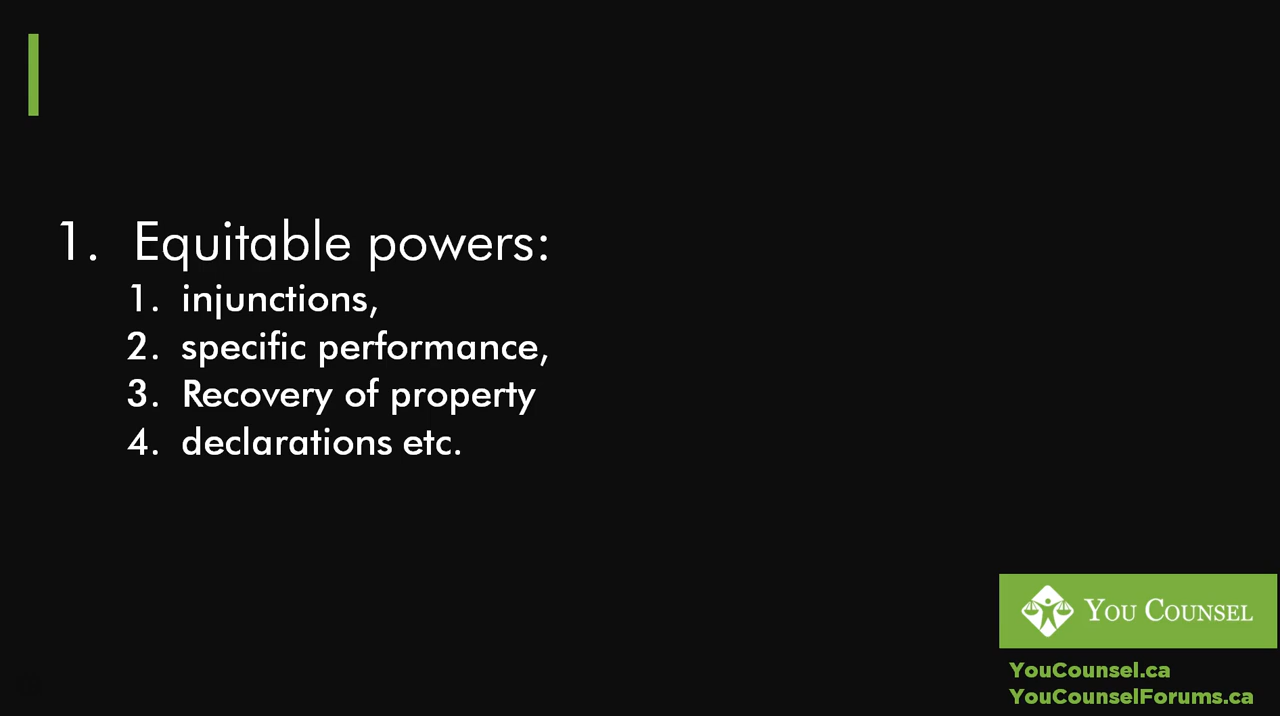 1. Equitable powers:
1. injunctions,
2. specific performance,
3. Recovery of property
4. declarations etc.
YOU COUNSEL
YouCounsel.ca
YouCounselForums.ca